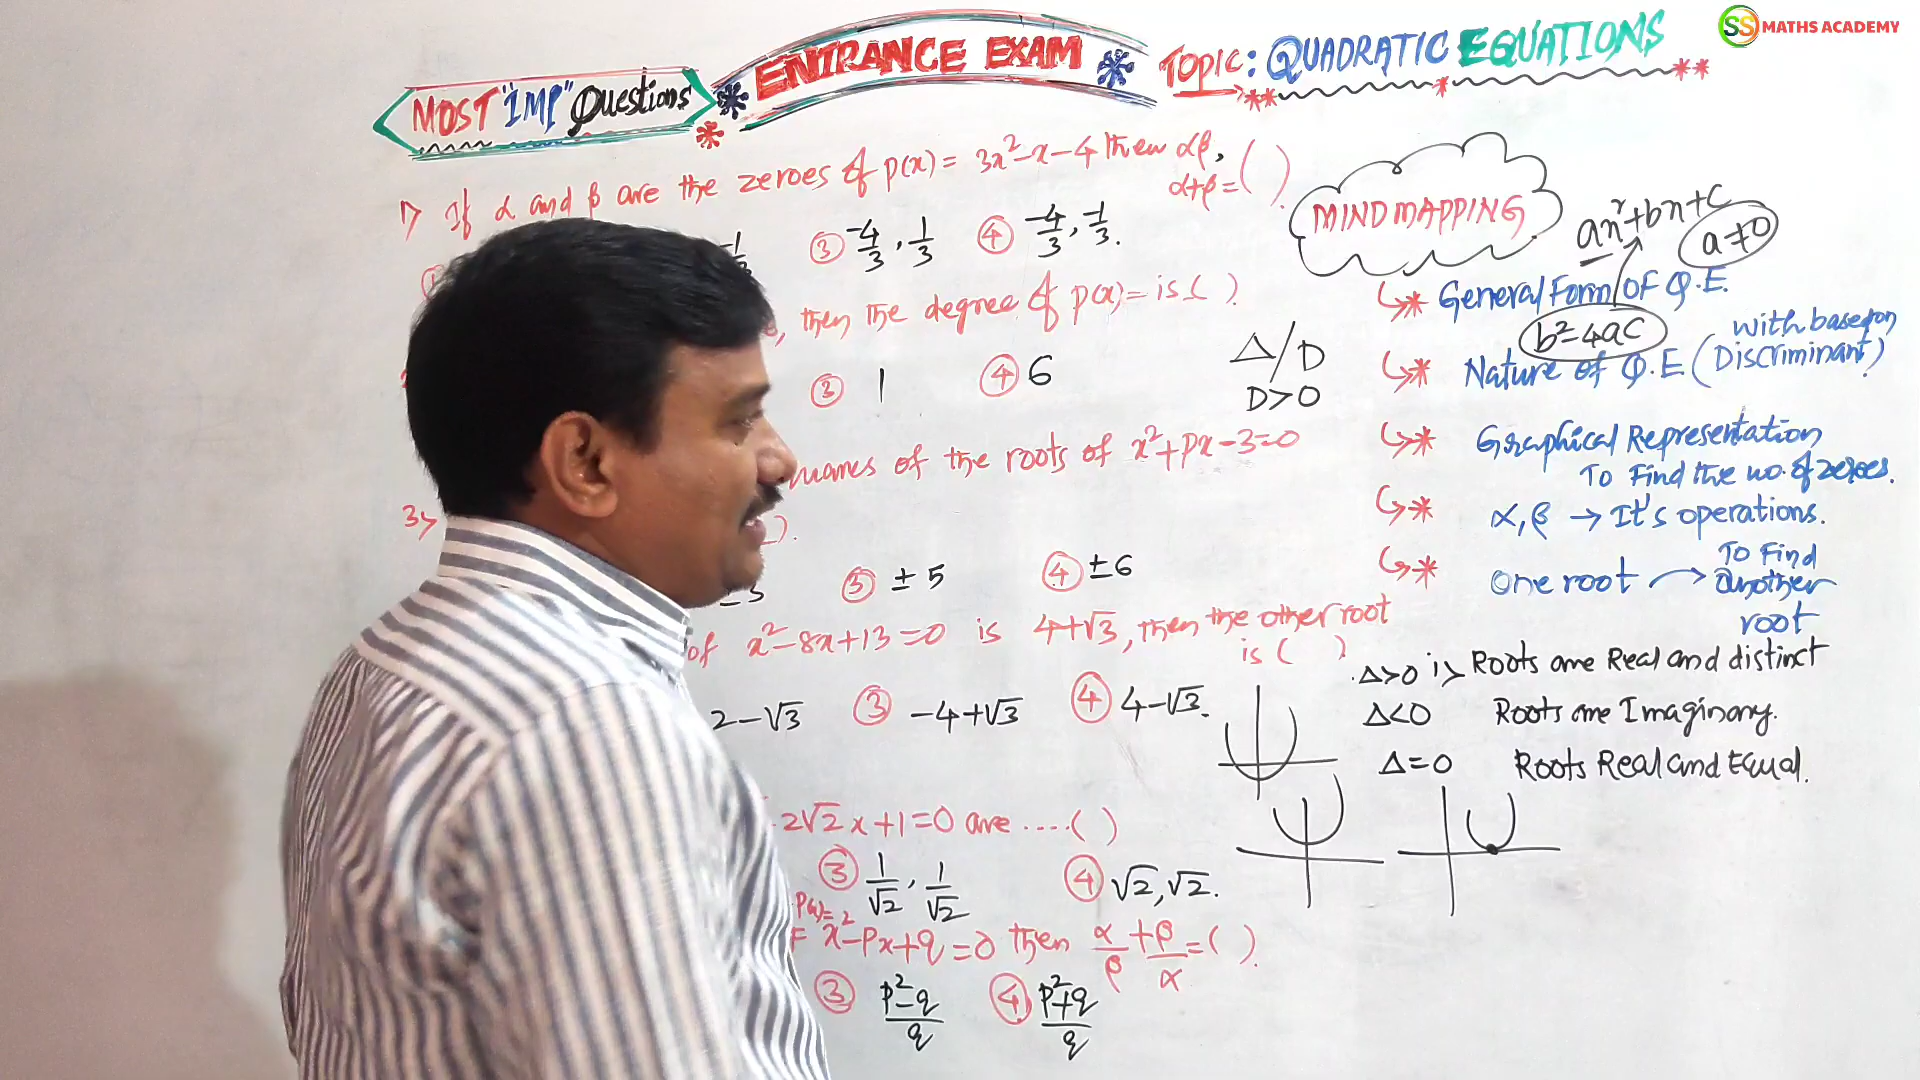 MOST "IMP" Questions
ENTRANCE EXAM
TOPIC: QUADRATIC EQUATIONS
SS MATHS ACADEMY
1) If α and β are the zeroes of p(x) = 3x²-x-4 then αβ,
α+β = ( ).
③ -4/3, 1/3 ④ -4/3, -1/3.
, then the degree of p(x) = is ( ).
③ 1 ④ 6
of the roots of x²+px-3=0
3)
③ ±5 ④ ±6
of x²-8x+13=0 is 4+√3, then the other root
is ( )
2-√3 ③ -4+√3 ④ 4-√3.
2√2x+1=0 are ....( )
③ 1/√2, 1/√2 ④ √2, √2.
x²-px+q=0 then α/β + β/α = ( ).
③ p²-q/q ④ p²+q/q
Δ/D
D>0
MIND MAPPING
ax²+bx+c
a≠0
General Form of Q.E.
b²-4ac
Nature of Q.E (with based on
Discriminant)
Graphical Representation
To Find the no. of zeroes.
α, β → It's operations.
One root → To Find
another
root
Δ>0 i) Roots are Real and distinct
Δ<0 Roots are Imaginary.
Δ=0 Roots Real and Equal.